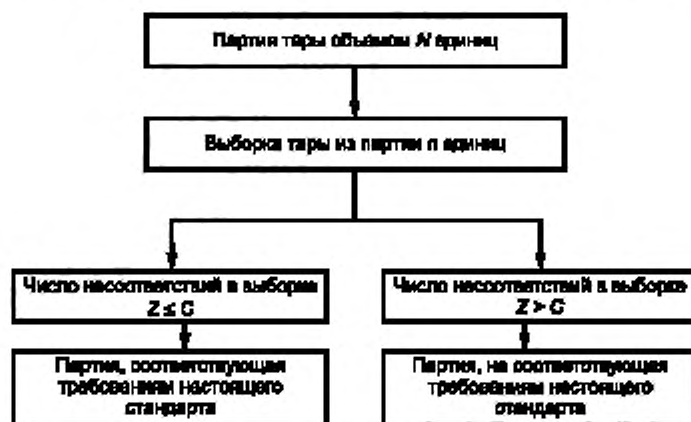 Партия тары объемом N единиц
Выборка тары из партии n единиц
Число несоответствий в выборке
Z ≤ C
Число несоответствий в выборке
Z > C
Партия, соответствующая
требованиям настоящего
стандарта
Партия, не соответствующая
требованиям настоящего
стандарта